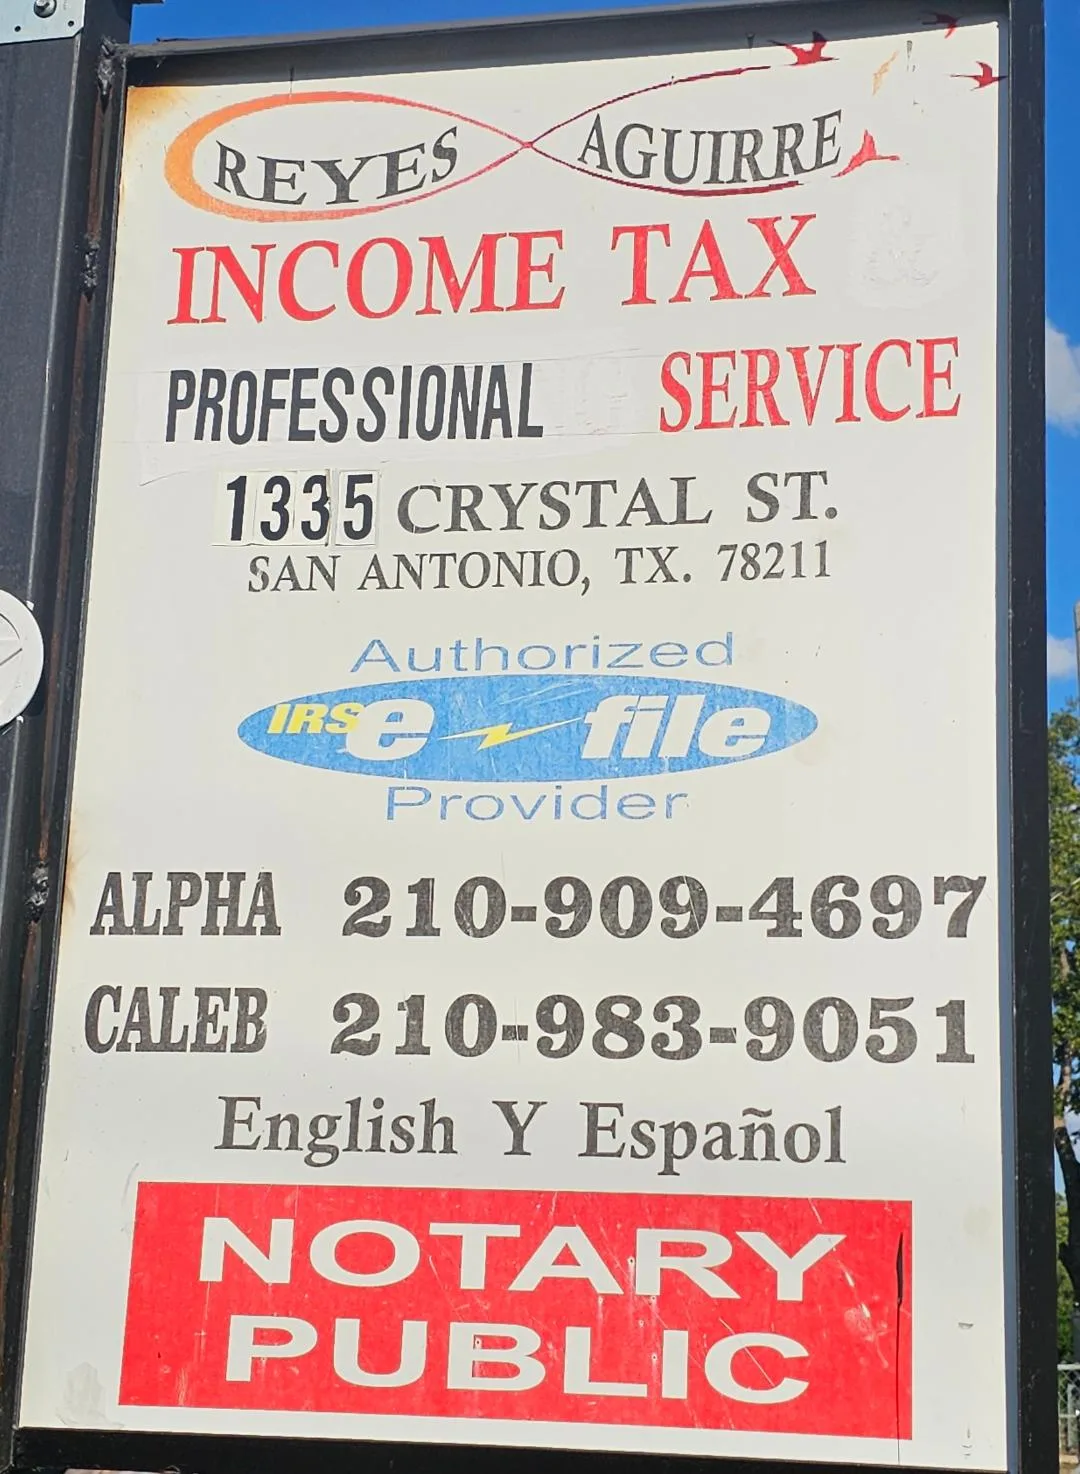 REYES AGUIRRE
INCOME TAX
PROFESSIONAL SERVICE
1335 CRYSTAL ST.
SAN ANTONIO, TX. 78211
Authorized
IRS e file
Provider
ALPHA 210-909-4697
CALEB 210-983-9051
English Y Español
NOTARY
PUBLIC